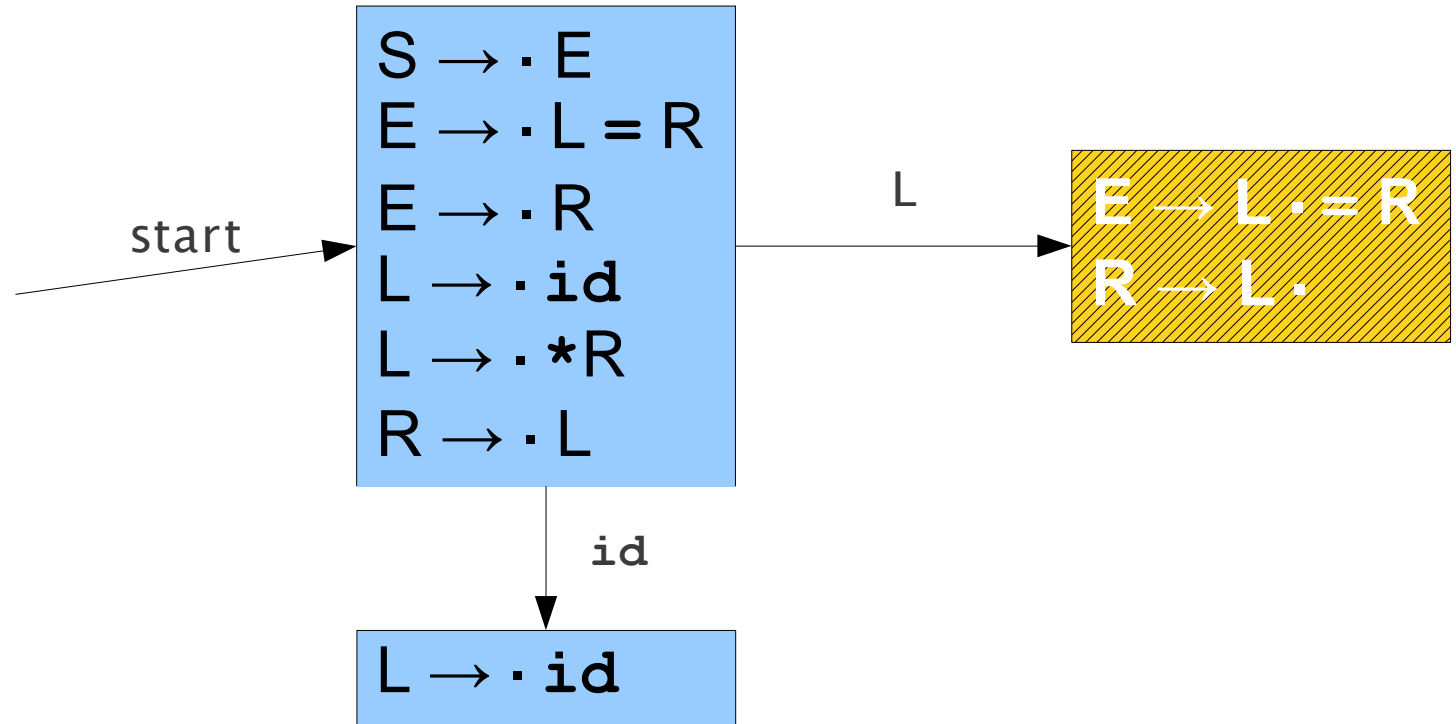 S → · E
E → · L = R
E → · R
L → · id
L → · *R
R → · L
start
L
E → L · = R
R → L ·
id
L → · id